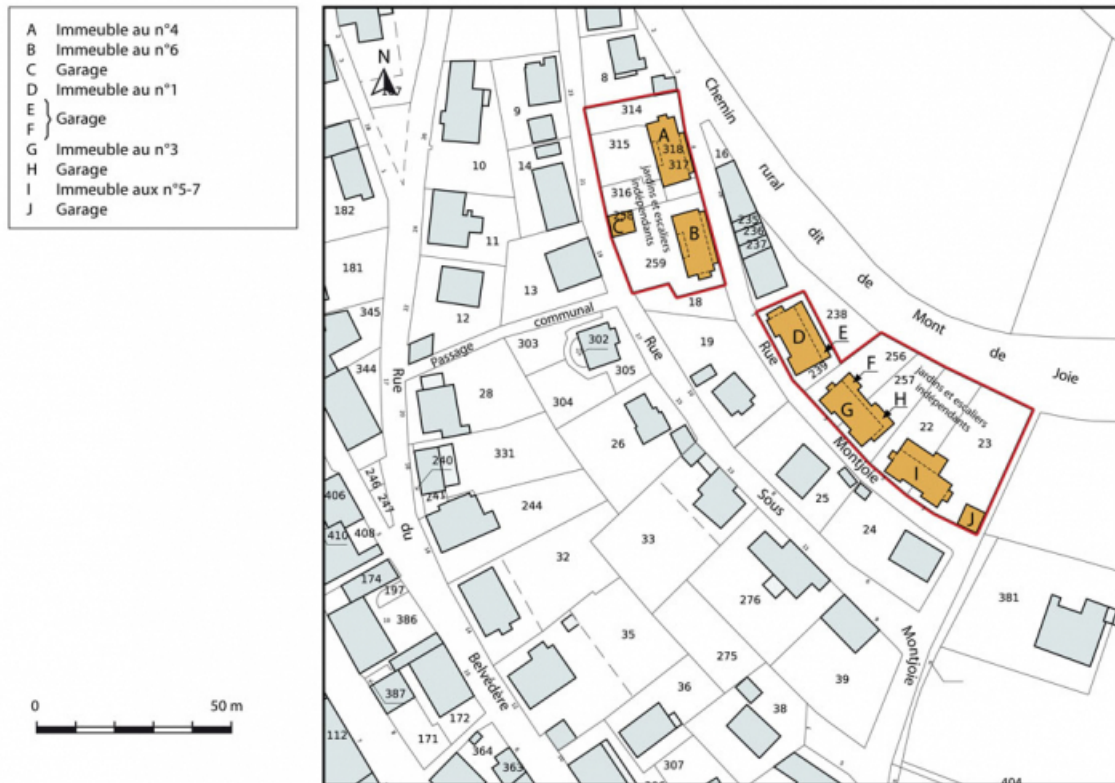 A Immeuble au n°4
B Immeuble au n°6
C Garage
D Immeuble au n°1
E
F
Garage
G Immeuble au n°3
H Garage
I Immeuble aux n°5-7
J Garage
N
8
9
314
315
A
318
317
316
10
14
16
Chemin rural dit de Mont de Joie
jardins et escaliers
indépendants
C
B
259
182
11
235
236
237
181
13
18
12
345
Passage communal
302
303
305
19
D
E
238
239
256
257
F
G
H
jardins et escaliers
indépendants
22
23
I
J
344
28
304
26
331
240
241
244
246
247
406
410
408
Rue du Belvédère
Rue Sous Montjoie
Rue Montjoie
25
24
32
33
174
197
386
276
381
35
275
39
36
387
172
171
38
112
364
363
307
0
50 m